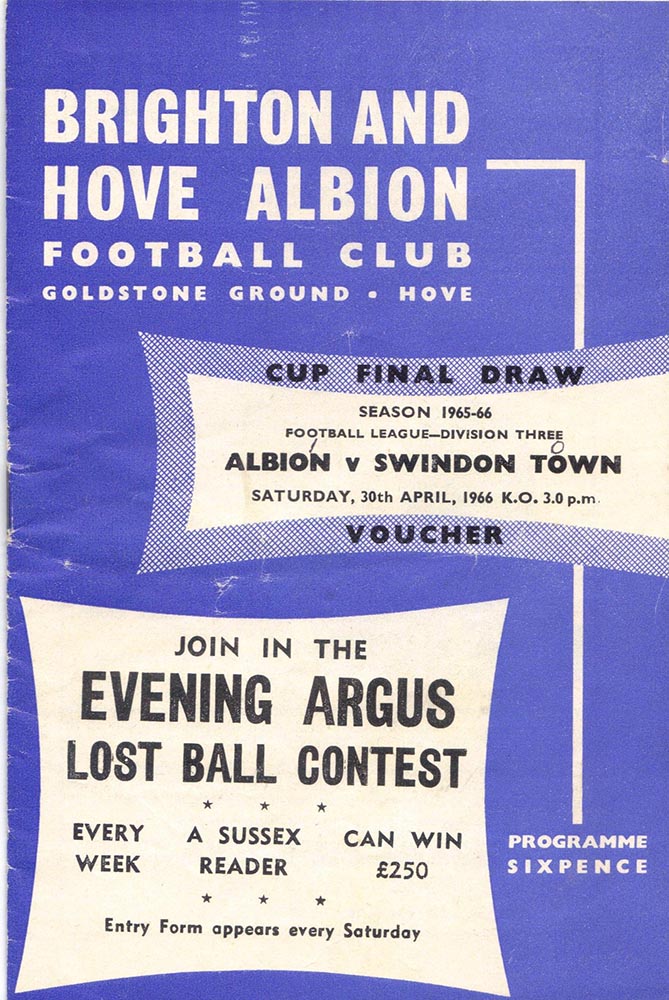 BRIGHTON AND
HOVE ALBION
FOOTBALL CLUB
GOLDSTONE GROUND • HOVE
CUP FINAL DRAW
SEASON 1965-66
FOOTBALL LEAGUE—DIVISION THREE
1 0
ALBION v SWINDON TOWN
SATURDAY, 30th APRIL, 1966 K.O. 3.0 p.m.
VOUCHER
JOIN IN THE
EVENING ARGUS
LOST BALL CONTEST
★ ★ ★
EVERY A SUSSEX CAN WIN
WEEK READER £250
★ ★ ★
Entry Form appears every Saturday
PROGRAMME
SIXPENCE